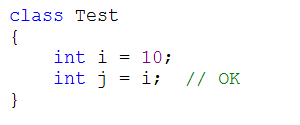 class Test
{
    int i = 10;
    int j = i;  // OK
}